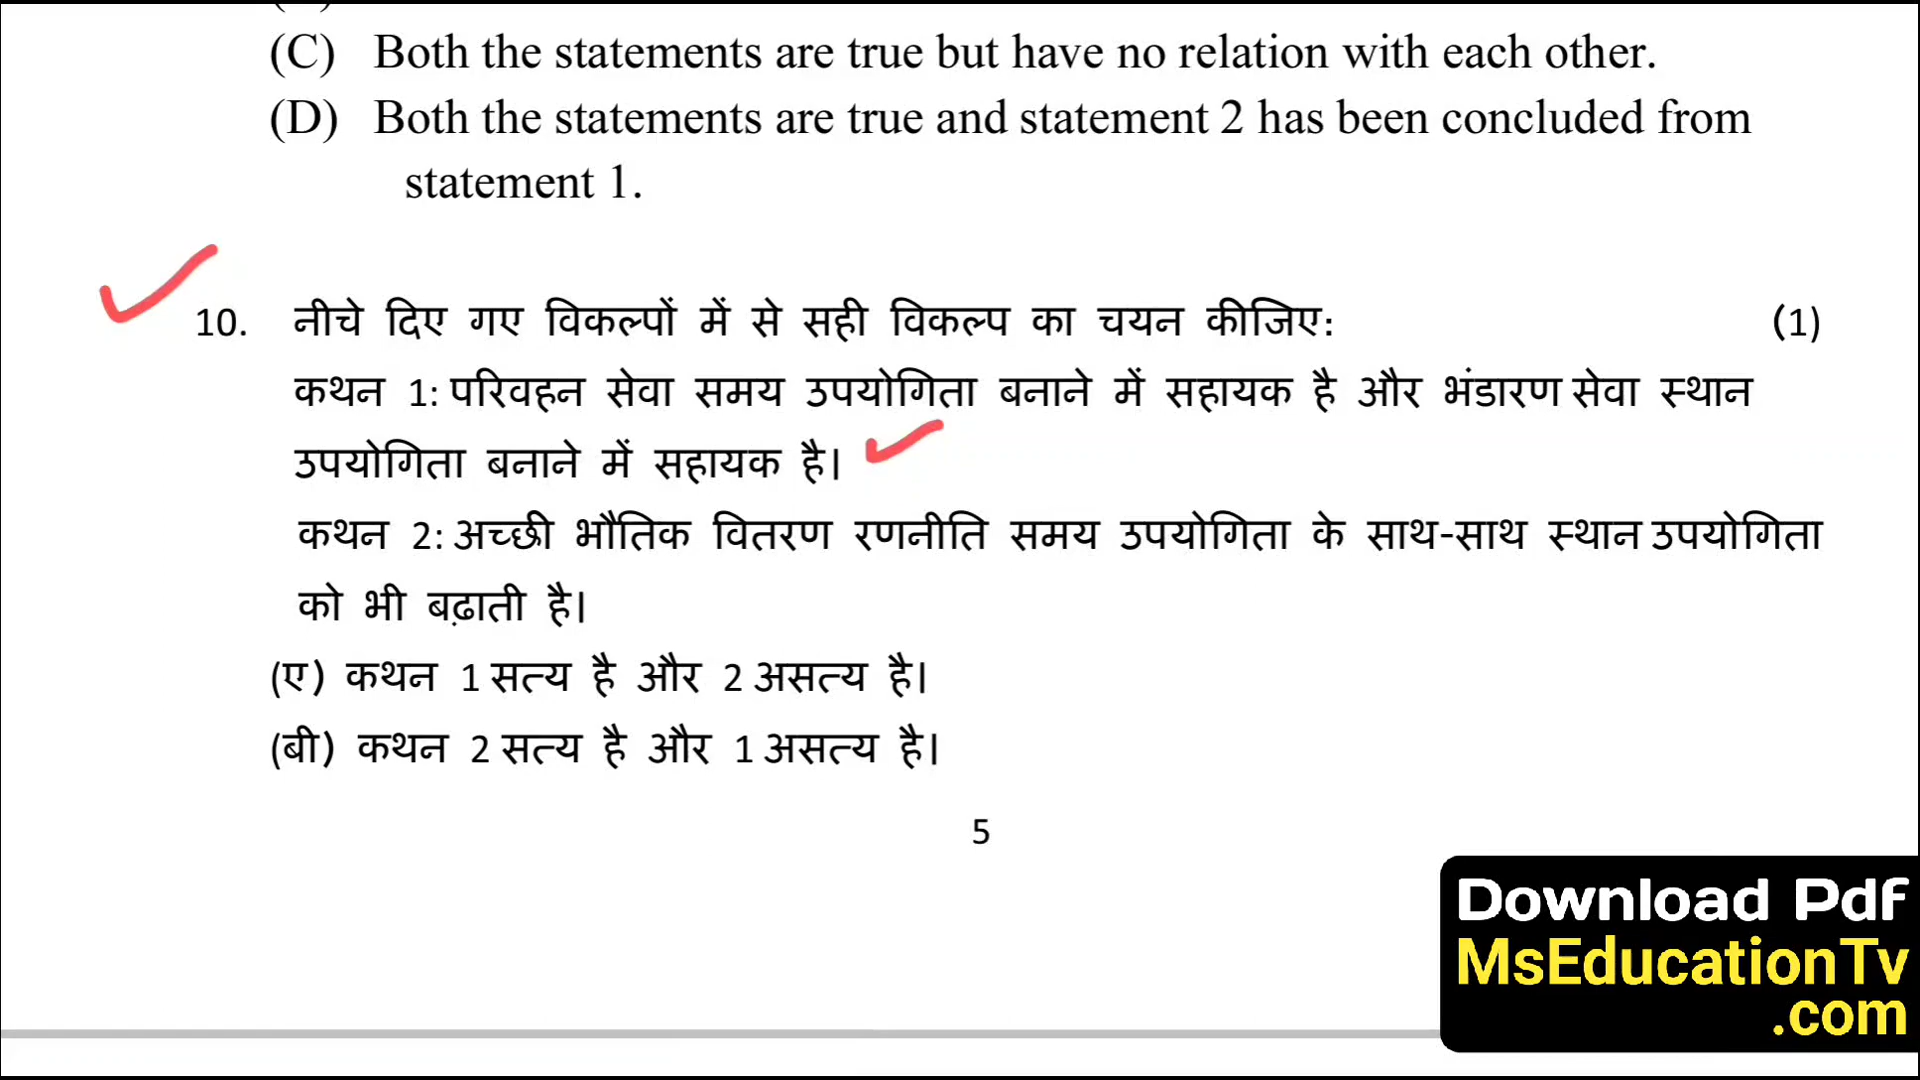 (C) Both the statements are true but have no relation with each other.
(D) Both the statements are true and statement 2 has been concluded from
statement 1.
10. नीचे दिए गए विकल्पों में से सही विकल्प का चयन कीजिए: (1)
कथन 1: परिवहन सेवा समय उपयोगिता बनाने में सहायक है और भंडारण सेवा स्थान
उपयोगिता बनाने में सहायक है।
कथन 2: अच्छी भौतिक वितरण रणनीति समय उपयोगिता के साथ-साथ स्थान उपयोगिता
को भी बढ़ाती है।
(ए) कथन 1 सत्य है और 2 असत्य है।
(बी) कथन 2 सत्य है और 1 असत्य है।
5
Download Pdf
MsEducationTv
.com